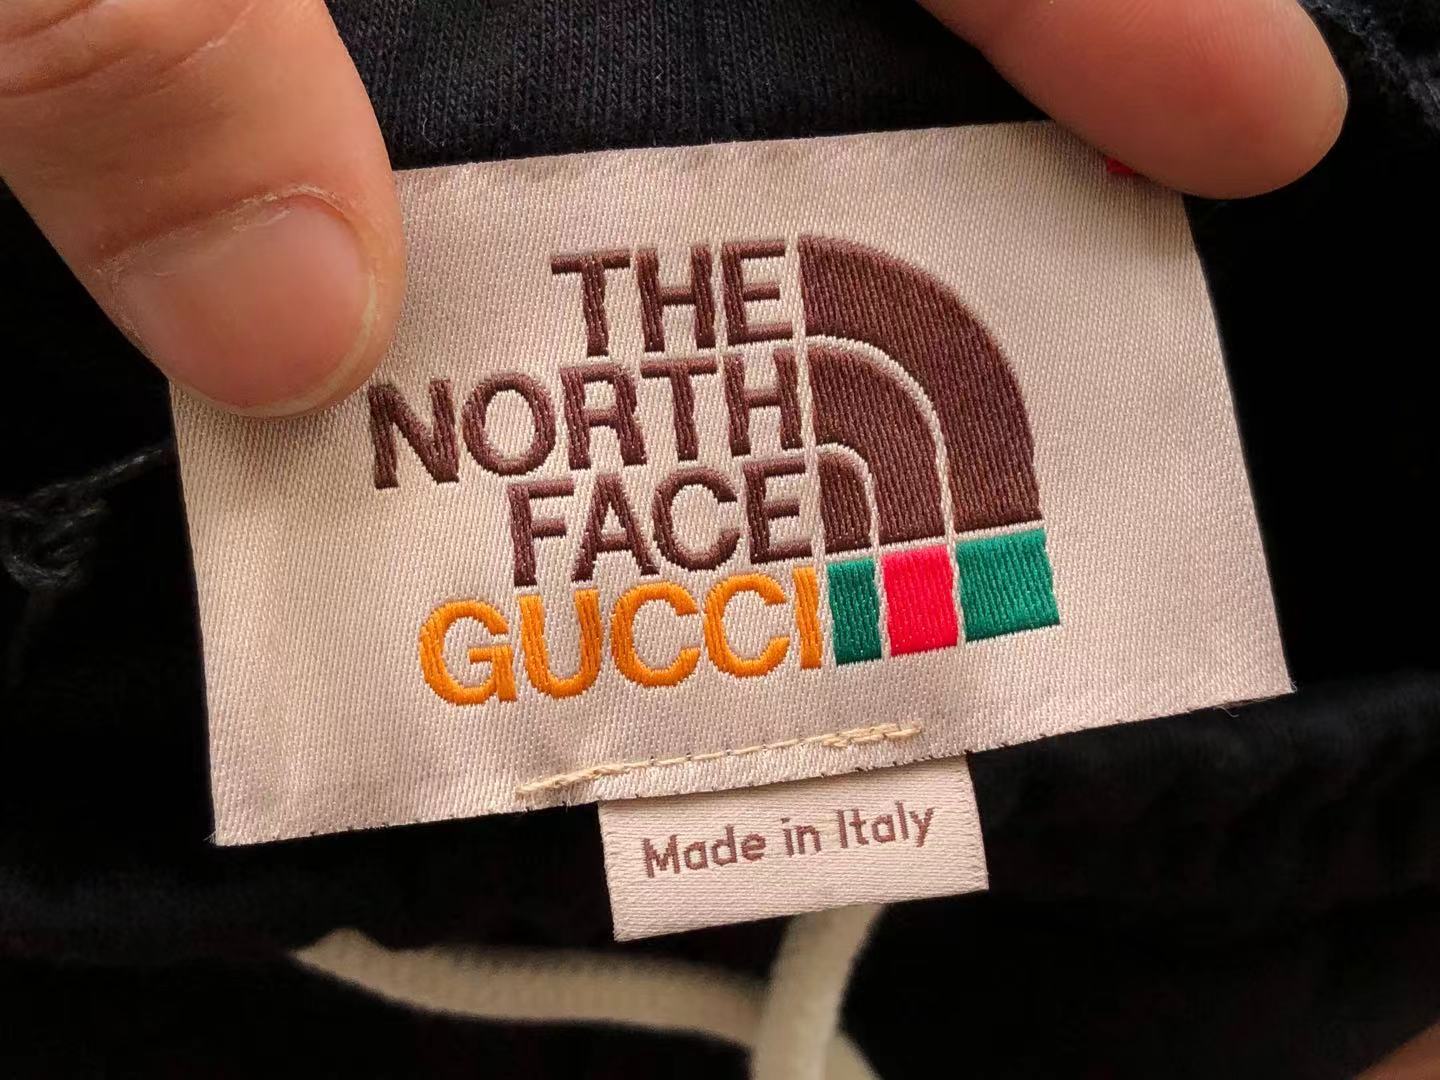 THE
NORTH
FACE
GUCCI
Made in Italy